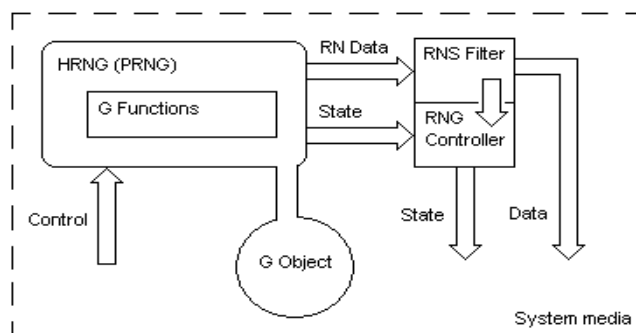 HRNG (PRNG)
G Functions
RN Data
RNS Filter
State
RNG
Controller
Control
G Object
State
Data
System media